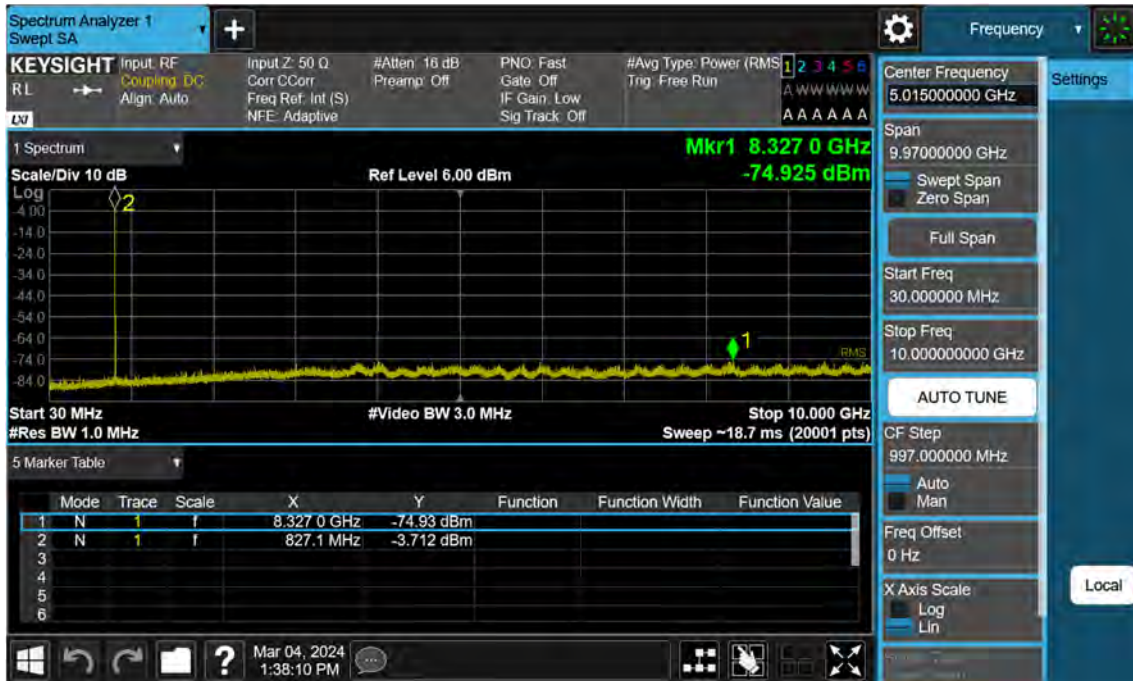 Spectrum Analyzer 1
Swept SA
Frequency
KEYSIGHT
RL
LXI
Input: RF
Coupling: DC
Align: Auto
Input Z: 50 Ω
Corr CCorr
Freq Ref: Int (S)
NFE: Adaptive
#Atten: 16 dB
Preamp: Off
PNO: Fast
Gate: Off
IF Gain: Low
Sig Track: Off
#Avg Type: Power (RMS
Trig: Free Run
1 2 3 4 5 6
A W W W W W
A A A A A A
1 Spectrum
Scale/Div 10 dB
Ref Level 6.00 dBm
Mkr1 8.327 0 GHz
-74.925 dBm
Log
-4.00
-14.0
-24.0
-34.0
-44.0
-54.0
-64.0
-74.0
-84.0
2
1
RMS
Start 30 MHz
#Video BW 3.0 MHz
Stop 10.000 GHz
#Res BW 1.0 MHz
Sweep ~18.7 ms (20001 pts)
5 Marker Table
Mode Trace Scale X Y Function Function Width Function Value
1 N 1 f 8.327 0 GHz -74.93 dBm
2 N 1 f 827.1 MHz -3.712 dBm
3
4
5
6
Mar 04, 2024
1:38:10 PM
Center Frequency
5.015000000 GHz
Span
9.97000000 GHz
Swept Span
Zero Span
Full Span
Start Freq
30.000000 MHz
Stop Freq
10.000000000 GHz
AUTO TUNE
CF Step
997.000000 MHz
Auto
Man
Freq Offset
0 Hz
X Axis Scale
Log
Lin
Settings
Local